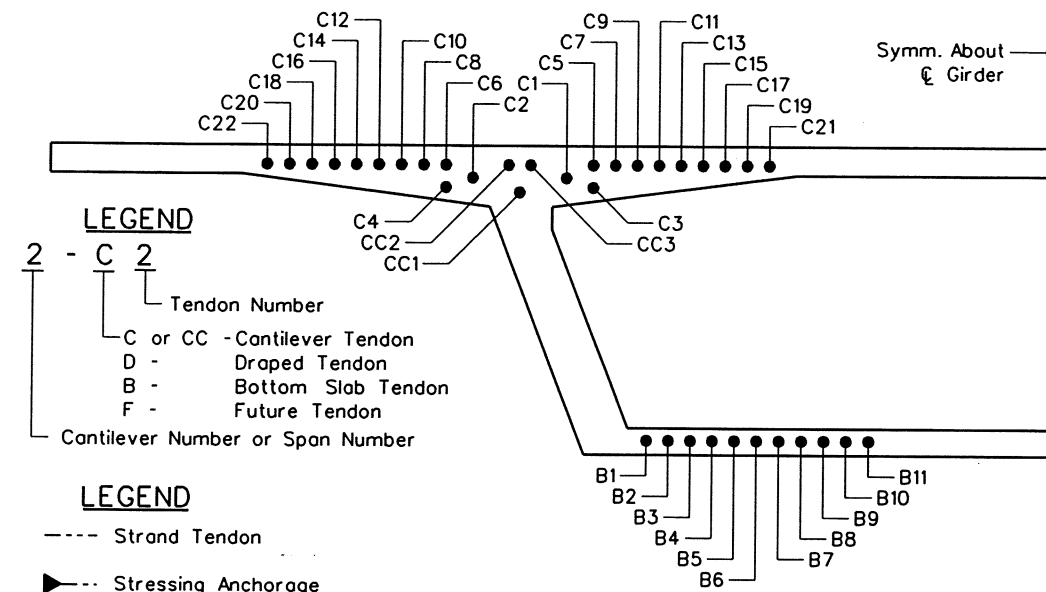 C12 C9 C11
C14 C10 C7 C13
C16 C8 C5 C15
C18 C6 C1 C17
C20 C2 C19
C22 C21
Symm. About
℄ Girder
C4 C3
CC2 CC3
CC1
LEGEND
2 - C 2
Tendon Number
C or CC - Cantilever Tendon
D - Draped Tendon
B - Bottom Slab Tendon
F - Future Tendon
Cantilever Number or Span Number
B1 B11
B2 B10
B3 B9
B4 B8
B5 B7
B6
LEGEND
Strand Tendon
Stressing Anchorage